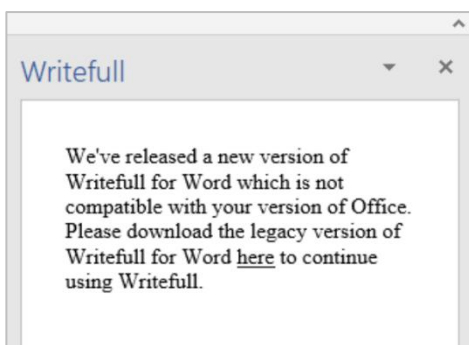 Writefull
We've released a new version of
Writefull for Word which is not
compatible with your version of Office.
Please download the legacy version of
Writefull for Word here to continue
using Writefull.